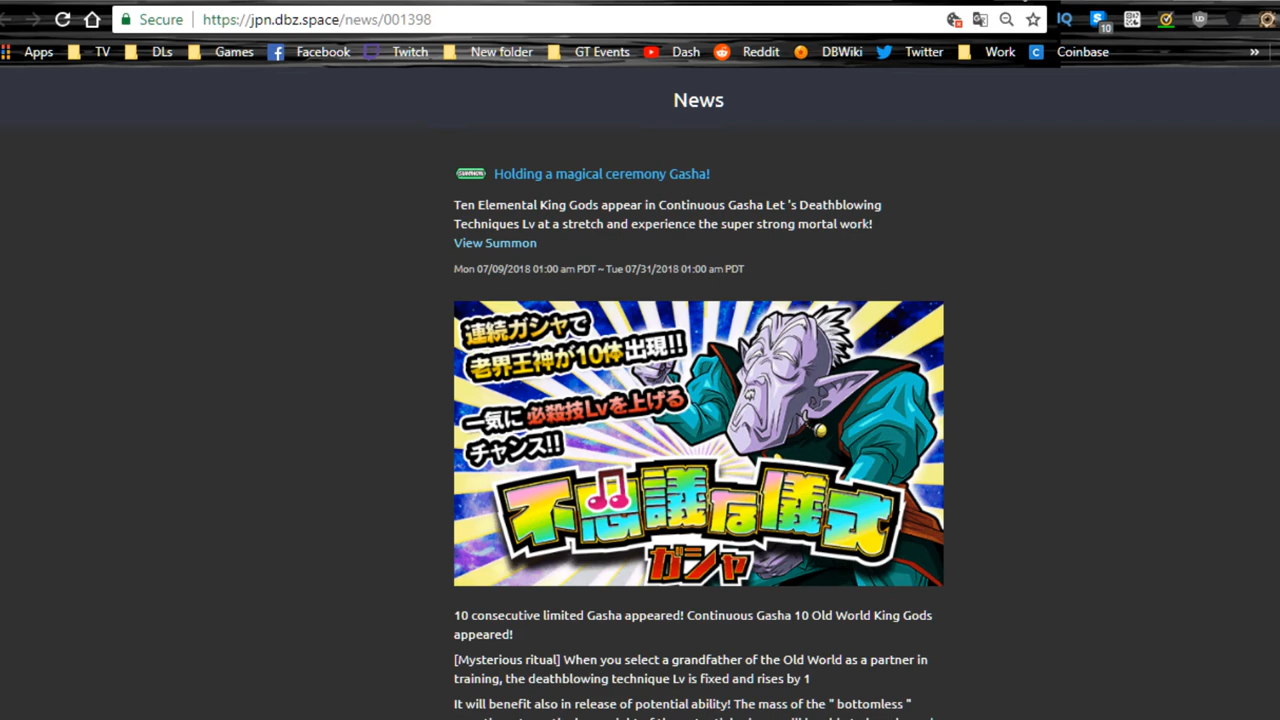 Secure https://jpn.dbz.space/news/001398
Apps TV DLs Games Facebook Twitch New folder GT Events Dash Reddit DBWiki Twitter Work Coinbase »
10
News
SUMMON Holding a magical ceremony Gasha!
Ten Elemental King Gods appear in Continuous Gasha Let 's Deathblowing
Techniques Lv at a stretch and experience the super strong mortal work!
View Summon
Mon 07/09/2018 01:00 am PDT ~ Tue 07/31/2018 01:00 am PDT
連続ガシャで
老界王神が10体出現!!
一気に必殺技Lvを上げる
チャンス!!
不思議な儀式
ガシャ
10 consecutive limited Gasha appeared! Continuous Gasha 10 Old World King Gods
appeared!
[Mysterious ritual] When you select a grandfather of the Old World as a partner in
training, the deathblowing technique Lv is fixed and rises by 1
It will benefit also in release of potential ability! The mass of the " bottomless "